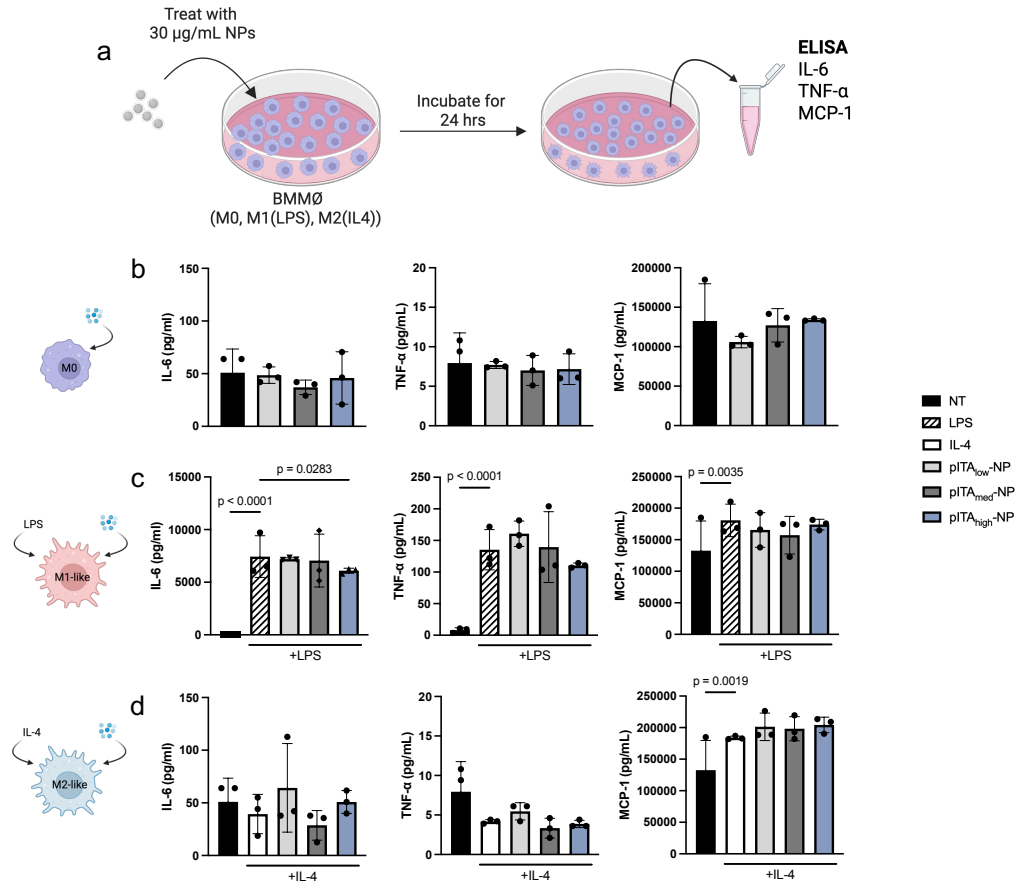 a
Treat with
30 µg/mL NPs
Incubate for
24 hrs
ELISA
IL-6
TNF-α
MCP-1
BMMØ
(M0, M1(LPS), M2(IL4))
b
M0
IL-6 (pg/ml)
150
100
50
0
TNF-α (pg/mL)
20
15
10
5
0
MCP-1 (pg/mL)
200000
150000
100000
50000
0
NT
LPS
IL-4
pITAlow-NP
pITAmed-NP
pITAhigh-NP
c
LPS
M1-like
IL-6 (pg/ml)
15000
10000
5000
0
p < 0.0001
p = 0.0283
+LPS
TNF-α (pg/mL)
250
200
150
100
50
0
p <0.0001
+LPS
MCP-1 (pg/mL)
250000
200000
150000
100000
50000
0
p = 0.0035
+LPS
d
IL-4
M2-like
IL-6 (pg/ml)
150
100
50
0
+IL-4
TNF-α (pg/mL)
20
15
10
5
0
+IL-4
MCP-1 (pg/mL)
250000
200000
150000
100000
50000
0
p = 0.0019
+IL-4